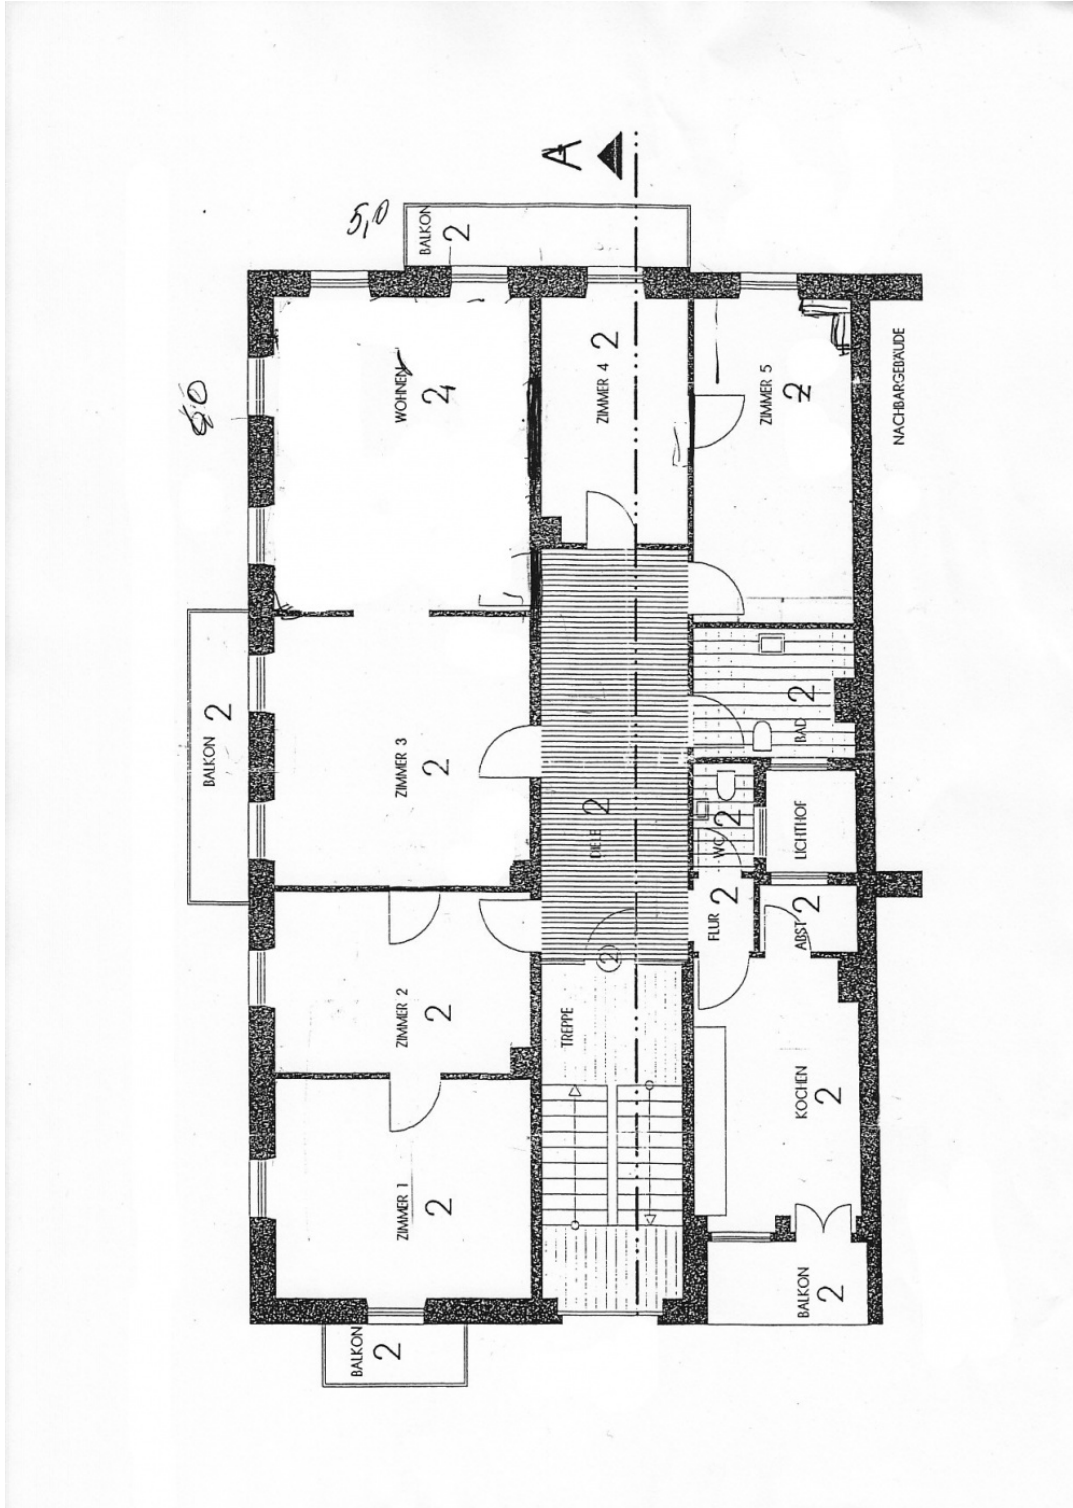 A
5,0
BALKON
2
WOHNEN
2
ZIMMER 4
2
ZIMMER 5
2
NACHBARGEBÄUDE
BALKON
2
ZIMMER 3
2
DIELE
2
BAD
2
WC
2
LICHTHOF
FLUR
2
ABST
2
ZIMMER 2
2
TREPPE
2
KOCHEN
2
ZIMMER 1
2
BALKON
2
BALKON
2